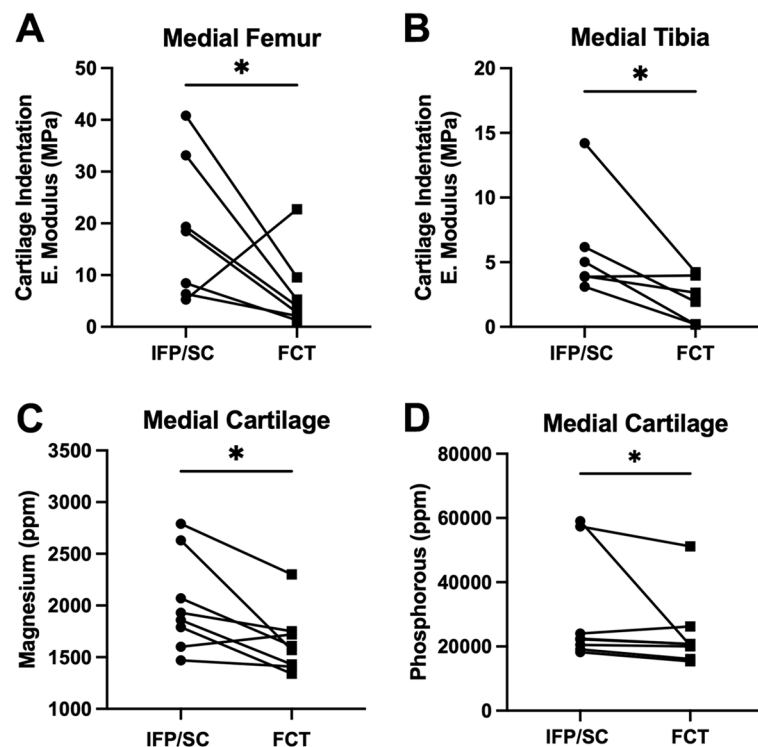 A
Medial Femur
*
Cartilage Indentation
E. Modulus (MPa)
50
40
30
20
10
0
IFP/SC
FCT
B
Medial Tibia
*
Cartilage Indentation
E. Modulus (MPa)
20
15
10
5
0
IFP/SC
FCT
C
Medial Cartilage
*
Magnesium (ppm)
3500
3000
2500
2000
1500
1000
IFP/SC
FCT
D
Medial Cartilage
*
Phosphorous (ppm)
80000
60000
40000
20000
0
IFP/SC
FCT